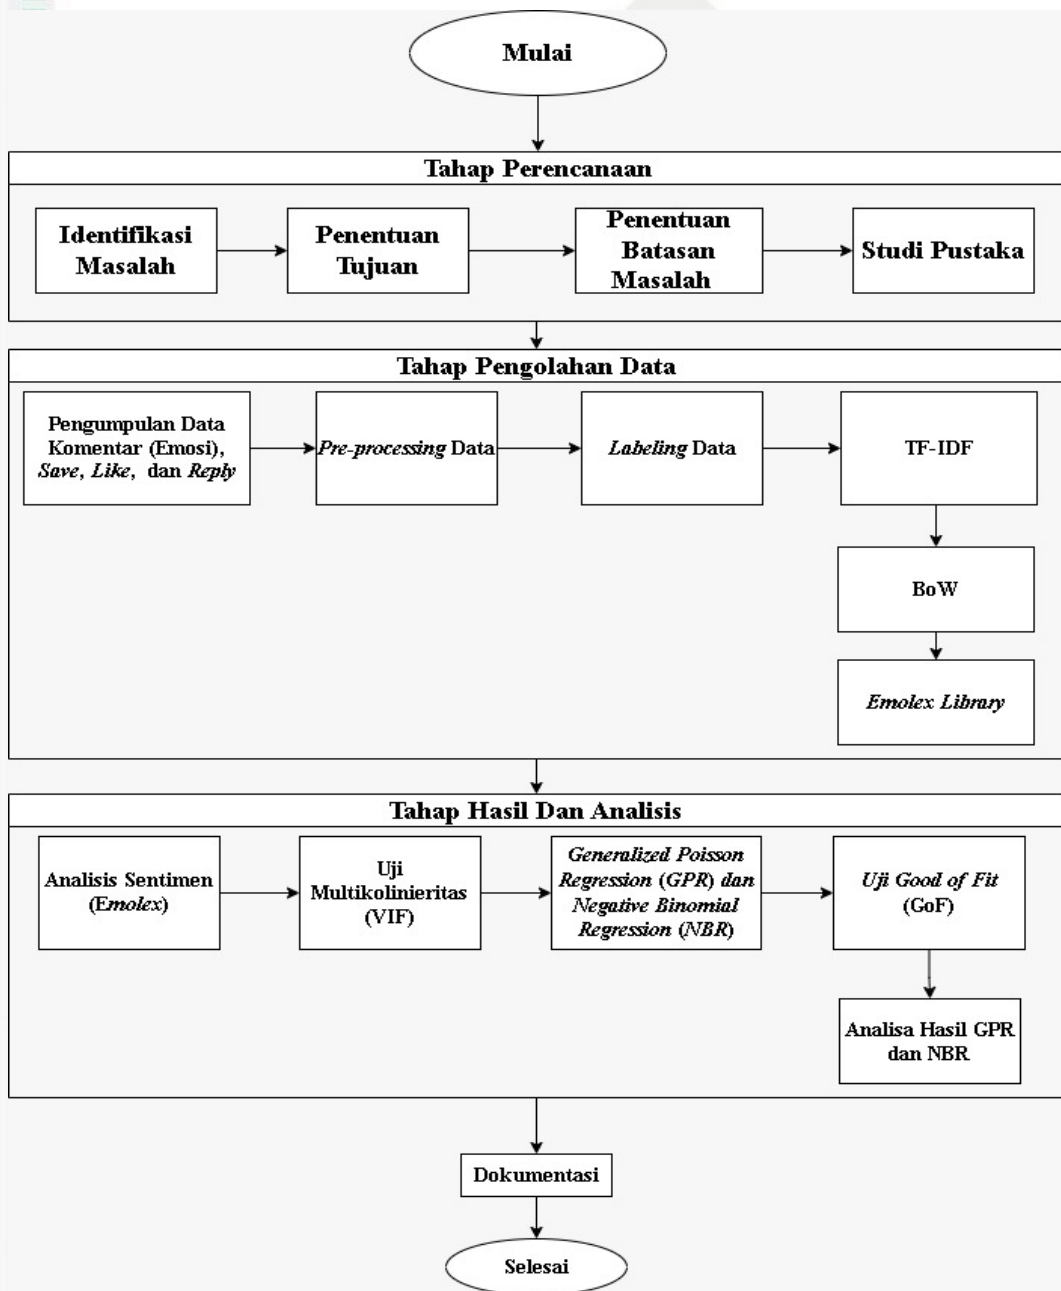 Mulai
Tahap Perencanaan
Identifikasi
Masalah
Penentuan
Tujuan
Penentuan
Batasan
Masalah
Studi Pustaka
Tahap Pengolahan Data
Pengumpulan Data
Komentar (Emosi),
Save, Like, dan Reply
Pre-processing Data
Labeling Data
TF-IDF
BoW
Emolex Library
Tahap Hasil Dan Analisis
Analisis Sentimen
(Emolex)
Uji
Multikolinieritas
(VIF)
Generalized Poisson
Regression (GPR) dan
Negative Binomial
Regression (NBR)
Uji Good of Fit
(GoF)
Analisa Hasil GPR
dan NBR
Dokumentasi
Selesai